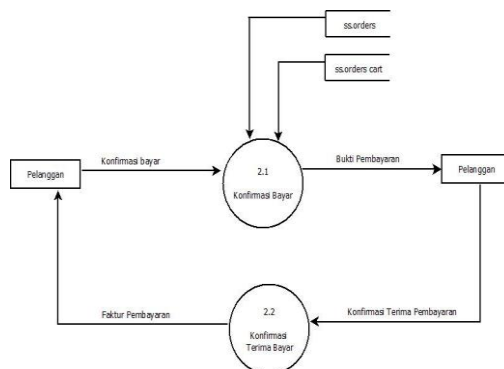 ss.orders
ss.orders cart
Konfirmasi bayar
Bukti Pembayaran
Pelanggan
2.1
Konfirmasi Bayar
Pelanggan
Faktur Pembayaran
2.2
Konfirmasi
Terima Bayar
Konfirmasi Terima Pembayaran